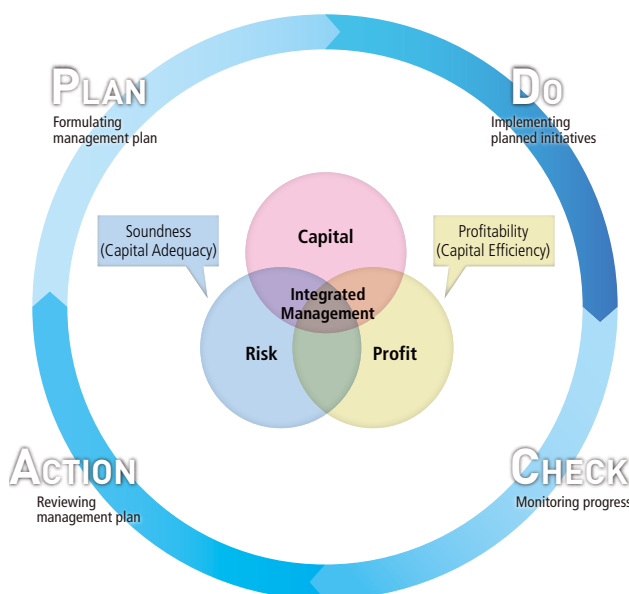 PLAN
Formulating
management plan
DO
Implementing
planned initiatives
Soundness
(Capital Adequacy)
Capital
Profitability
(Capital Efficiency)
Integrated
Management
Risk
Profit
ACTION
Reviewing
management plan
CHECK
Monitoring progress